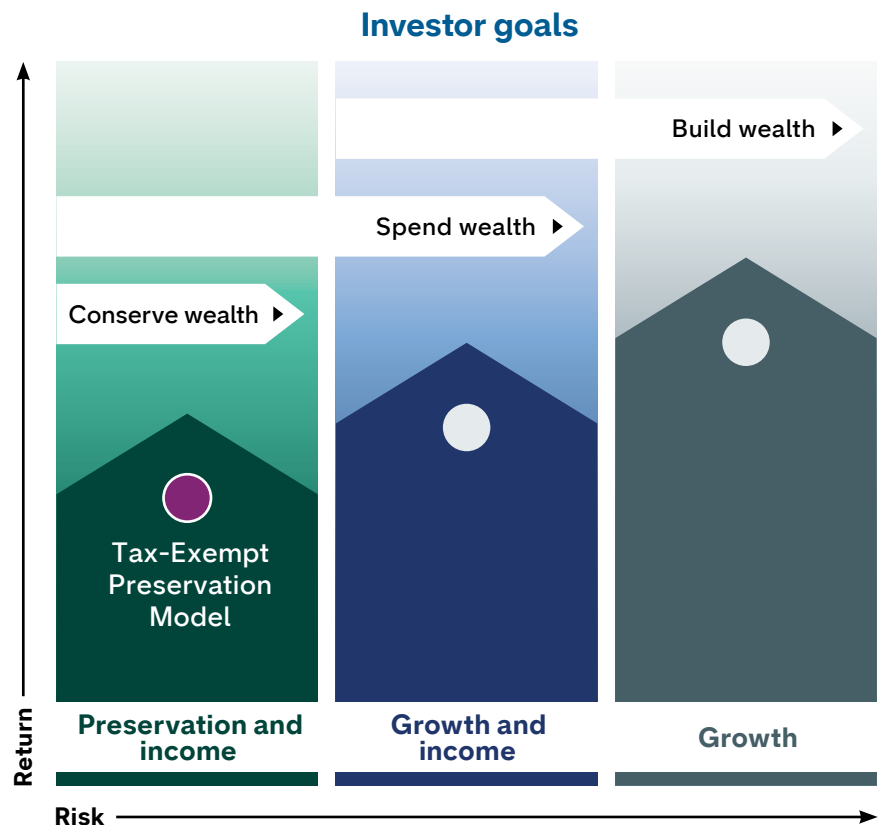 Investor goals
Build wealth
Spend wealth
Conserve wealth
Tax-Exempt
Preservation
Model
Return
Preservation and
income
Growth and
income
Growth
Risk